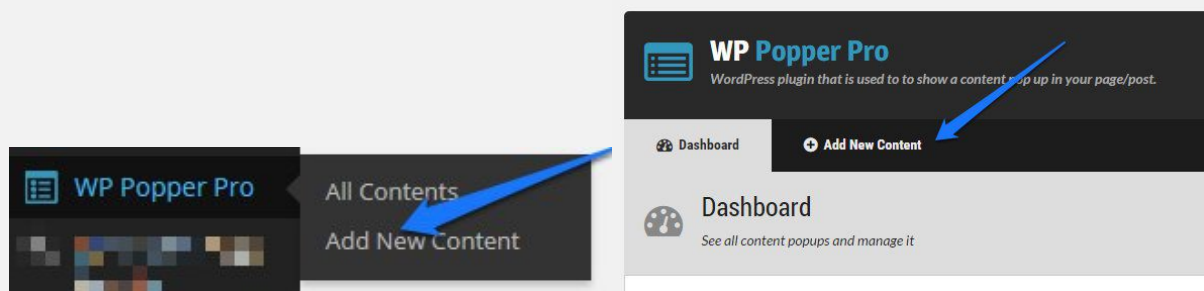 WP Popper Pro
All Contents
Add New Content
WP Popper Pro
WordPress plugin that is used to to show a content pop up in your page/post.
Dashboard
Add New Content
Dashboard
See all content popups and manage it